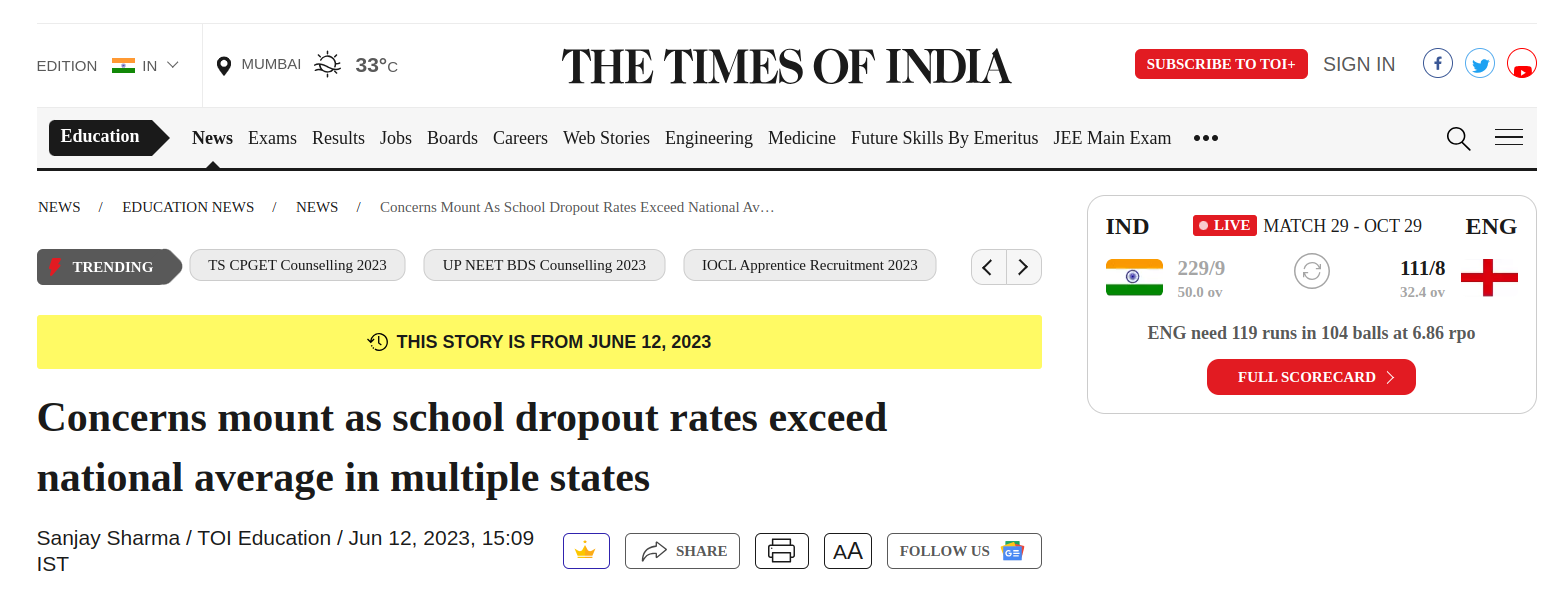 EDITION IN
MUMBAI 33°C
THE TIMES OF INDIA
SUBSCRIBE TO TOI+ SIGN IN
Education News Exams Results Jobs Boards Careers Web Stories Engineering Medicine Future Skills By Emeritus JEE Main Exam •••
NEWS / EDUCATION NEWS / NEWS / Concerns Mount As School Dropout Rates Exceed National Av…
TRENDING TS CPGET Counselling 2023 UP NEET BDS Counselling 2023 IOCL Apprentice Recruitment 2023
THIS STORY IS FROM JUNE 12, 2023
Concerns mount as school dropout rates exceed
national average in multiple states
Sanjay Sharma / TOI Education / Jun 12, 2023, 15:09
IST
SHARE AA FOLLOW US GE
IND LIVE MATCH 29 - OCT 29 ENG
229/9 111/8
50.0 ov 32.4 ov
ENG need 119 runs in 104 balls at 6.86 rpo
FULL SCORECARD